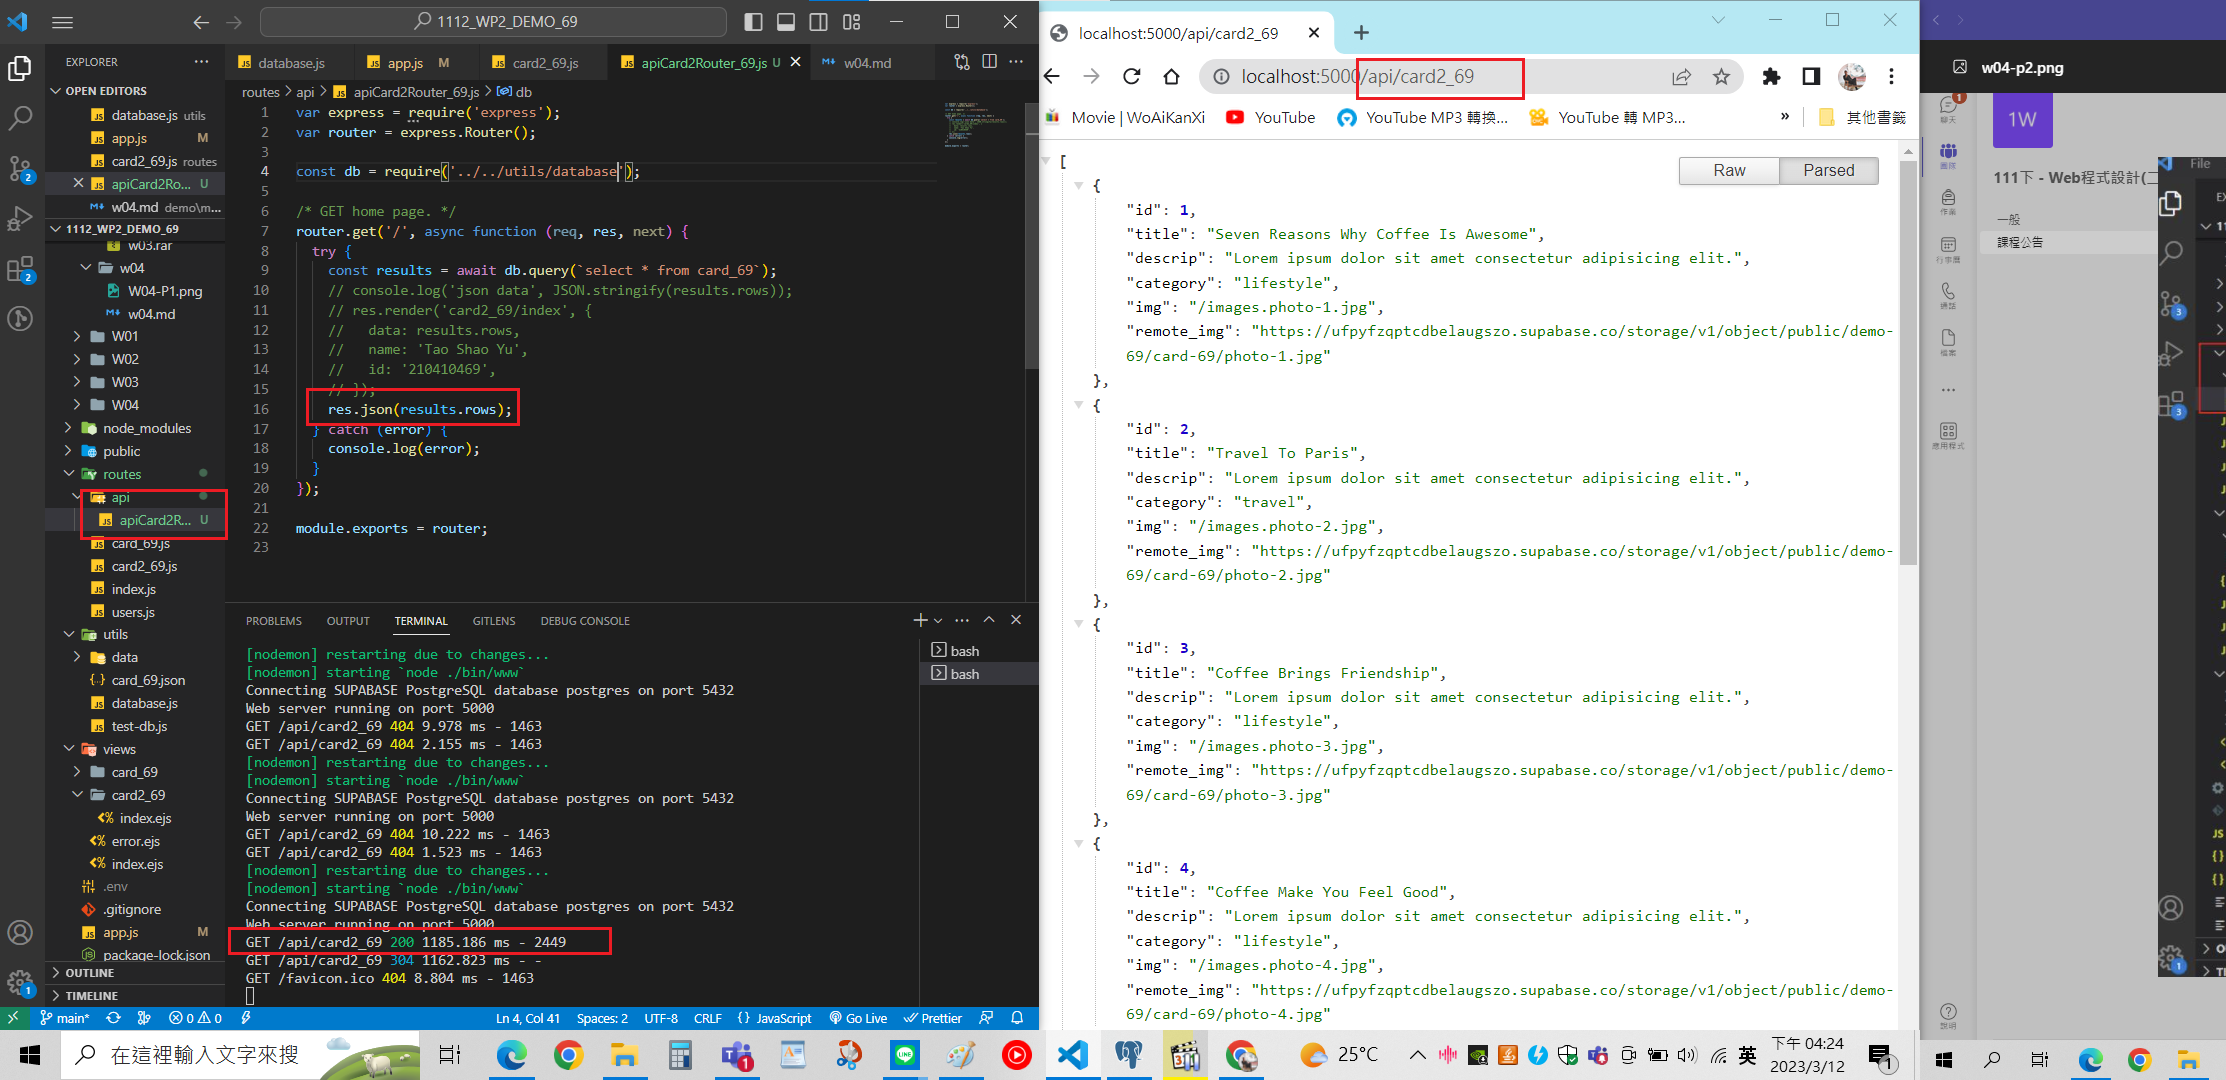 1112_WP2_DEMO_69
EXPLORER
OPEN EDITORS
database.js utils
app.js M
card2_69.js routes
apiCard2Ro... U
w04.md demo\m...
1112_WP2_DEMO_69
w03.rar
w04
W04-P1.png
w04.md
W01
W02
W03
W04
node_modules
public
routes
api
apiCard2R... U
card_69.js
card2_69.js
index.js
users.js
utils
data
card_69.json
database.js
test-db.js
views
card_69
card2_69
index.ejs
error.ejs
index.ejs
.env
.gitignore
app.js M
package-lock.json
OUTLINE
TIMELINE
database.js
app.js M
card2_69.js
apiCard2Router_69.js U
w04.md
routes > api > apiCard2Router_69.js > db
1 var express = require('express');
2 var router = express.Router();
3
4 const db = require('../../utils/database');
5
6 /* GET home page. */
7 router.get('/', async function (req, res, next) {
8 try {
9 const results = await db.query(`select * from card_69`);
10 // console.log('json data', JSON.stringify(results.rows));
11 // res.render('card2_69/index', {
12 // data: results.rows,
13 // name: 'Tao Shao Yu',
14 // id: '210410469',
15 // });
16 res.json(results.rows);
17 } catch (error) {
18 console.log(error);
19 }
20 });
21
22 module.exports = router;
23
PROBLEMS OUTPUT TERMINAL GITLENS DEBUG CONSOLE
bash
bash
[nodemon] restarting due to changes...
[nodemon] starting `node ./bin/www`
Connecting SUPABASE PostgreSQL database postgres on port 5432
Web server running on port 5000
GET /api/card2_69 404 9.978 ms - 1463
GET /api/card2_69 404 2.155 ms - 1463
[nodemon] restarting due to changes...
[nodemon] starting `node ./bin/www`
Connecting SUPABASE PostgreSQL database postgres on port 5432
Web server running on port 5000
GET /api/card2_69 404 10.222 ms - 1463
GET /api/card2_69 404 1.523 ms - 1463
[nodemon] restarting due to changes...
[nodemon] starting `node ./bin/www`
Connecting SUPABASE PostgreSQL database postgres on port 5432
Web server running on port 5000
GET /api/card2_69 200 1185.186 ms - 2449
GET /api/card2_69 304 1162.823 ms - -
GET /favicon.ico 404 8.804 ms - 1463
main* 0 0 Ln 4, Col 41 Spaces: 2 UTF-8 CRLF {} JavaScript Go Live Prettier
localhost:5000/api/card2_69
localhost:5000/api/card2_69
Movie | WoAiKanXi YouTube YouTube MP3 轉換... YouTube 轉 MP3... » 其他書籤
Raw Parsed
[
{
"id": 1,
"title": "Seven Reasons Why Coffee Is Awesome",
"descrip": "Lorem ipsum dolor sit amet consectetur adipisicing elit.",
"category": "lifestyle",
"img": "/images.photo-1.jpg",
"remote_img": "https://ufpyfzqptcdbelaugszo.supabase.co/storage/v1/object/public/demo-
69/card-69/photo-1.jpg"
},
{
"id": 2,
"title": "Travel To Paris",
"descrip": "Lorem ipsum dolor sit amet consectetur adipisicing elit.",
"category": "travel",
"img": "/images.photo-2.jpg",
"remote_img": "https://ufpyfzqptcdbelaugszo.supabase.co/storage/v1/object/public/demo-
69/card-69/photo-2.jpg"
},
{
"id": 3,
"title": "Coffee Brings Friendship",
"descrip": "Lorem ipsum dolor sit amet consectetur adipisicing elit.",
"category": "lifestyle",
"img": "/images.photo-3.jpg",
"remote_img": "https://ufpyfzqptcdbelaugszo.supabase.co/storage/v1/object/public/demo-
69/card-69/photo-3.jpg"
},
{
"id": 4,
"title": "Coffee Make You Feel Good",
"descrip": "Lorem ipsum dolor sit amet consectetur adipisicing elit.",
"category": "lifestyle",
"img": "/images.photo-4.jpg",
"remote_img": "https://ufpyfzqptcdbelaugszo.supabase.co/storage/v1/object/public/demo-
69/card-69/photo-4.jpg"
w04-p2.png
聊天
團隊
作業
行事曆
通話
檔案
應用程式
說明
1W
111下 - Web程式設計(二
一般
課程公告
File
在這裡輸入文字來搜
25°C
英
下午 04:24
2023/3/12